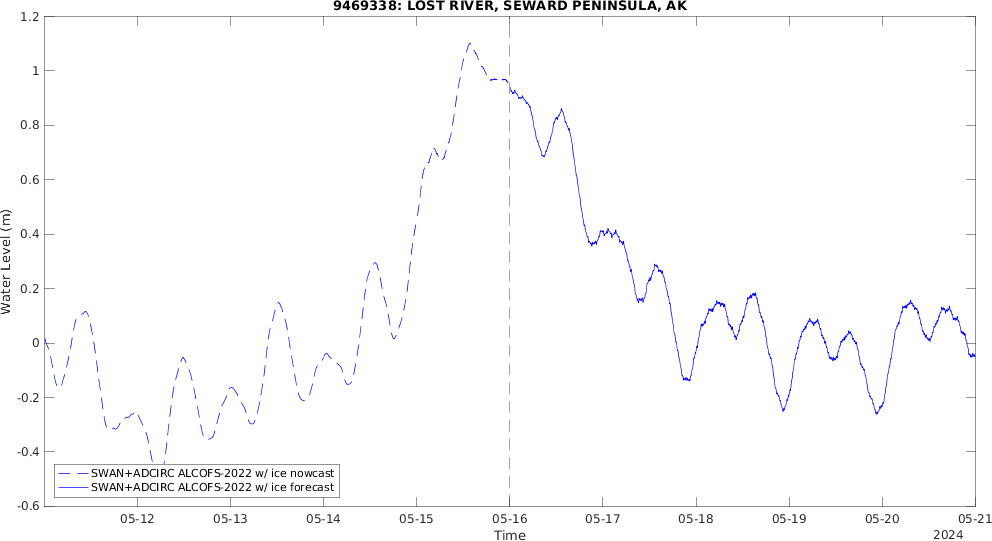 9469338: LOST RIVER, SEWARD PENINSULA, AK
1.2
1
0.8
0.6
0.4
0.2
0
-0.2
-0.4
-0.6
Water Level (m)
SWAN+ADCIRC ALCOFS-2022 w/ ice nowcast
SWAN+ADCIRC ALCOFS-2022 w/ ice forecast
05-12 05-13 05-14 05-15 05-16 05-17 05-18 05-19 05-20 05-21
Time
2024